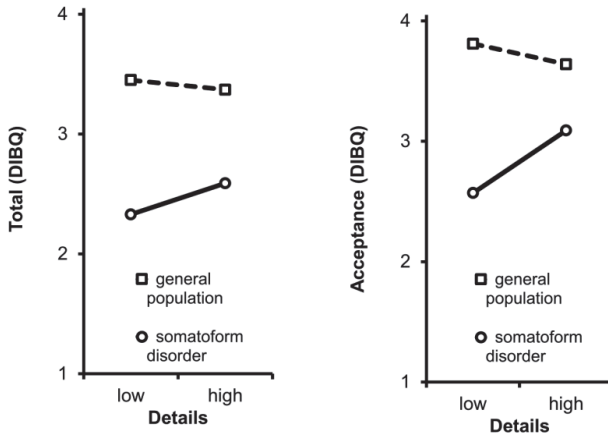 Total (DIBQ)
4
3
2
1
general
population
somatoform
disorder
low
high
Details
Acceptance (DIBQ)
4
3
2
1
general
population
somatoform
disorder
low
high
Details